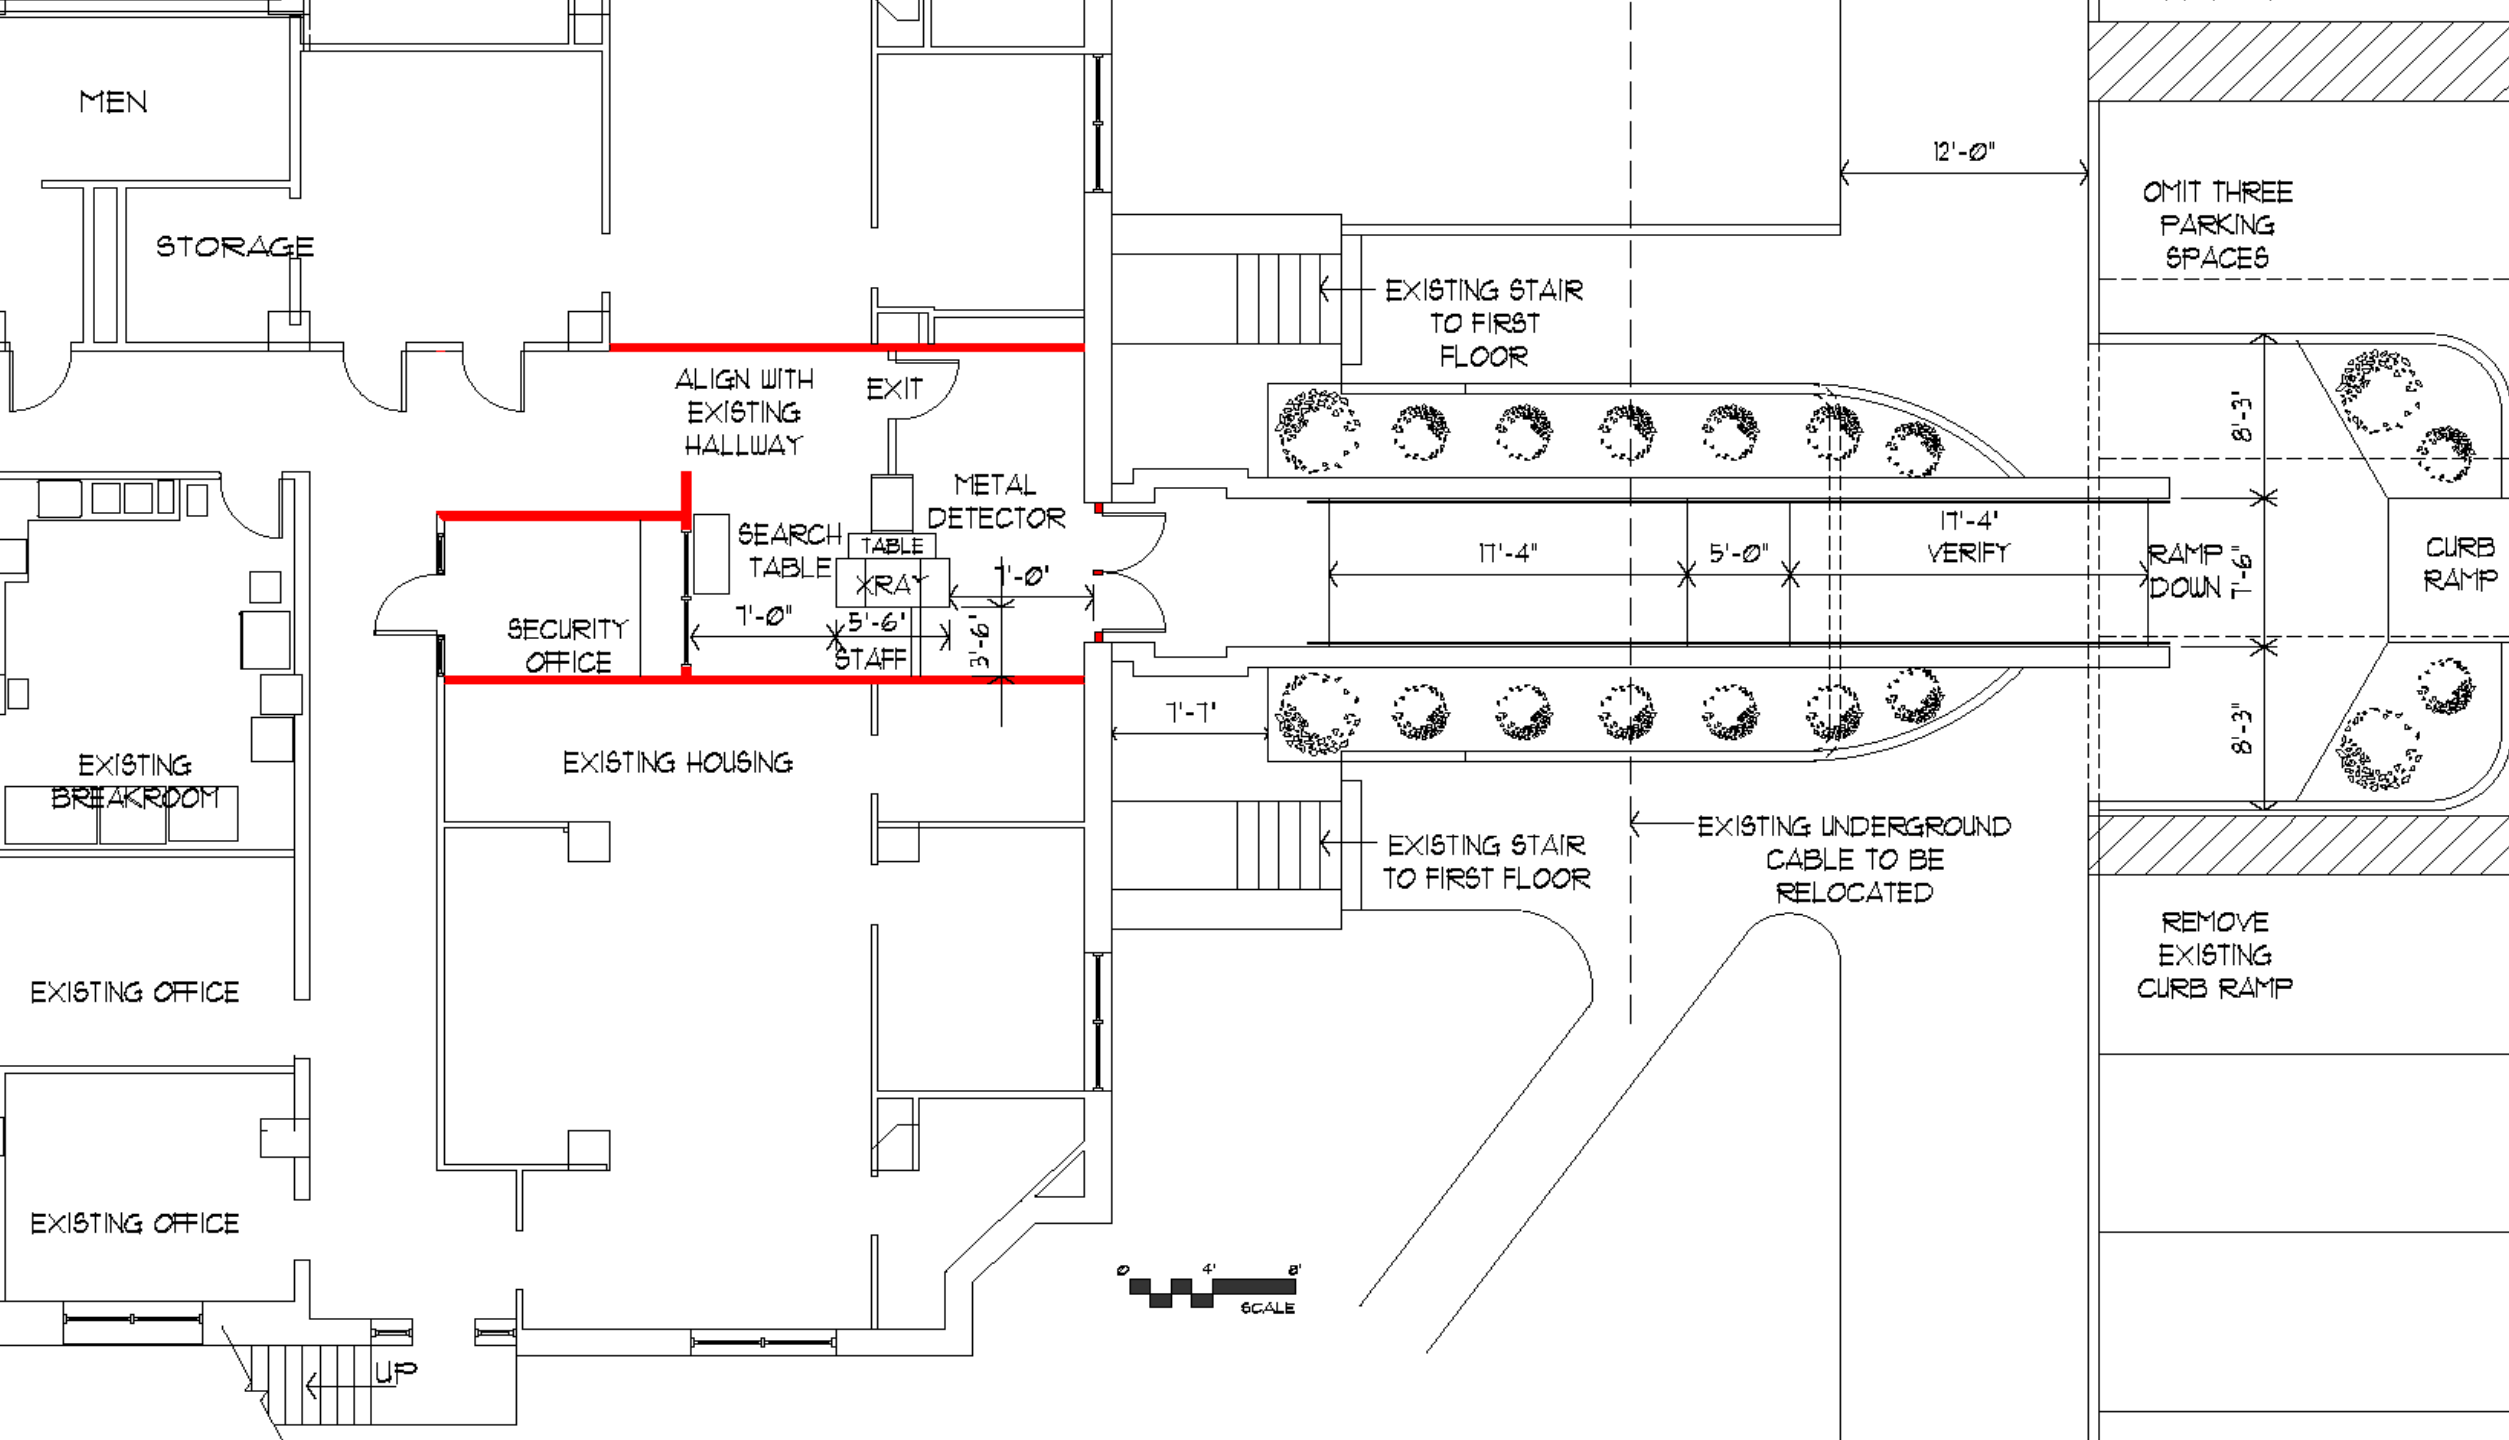 MEN
STORAGE
12'-0"
OMIT THREE
PARKING
SPACES
EXISTING STAIR
TO FIRST
FLOOR
ALIGN WITH
EXISTING
HALLWAY
EXIT
8'-3'
METAL
DETECTOR
SEARCH
TABLE
TABLE
XRAY
7'-0'
17'-4"
5'-0"
17'-4'
VERIFY
RAMP
DOWN
7'-6"
CURB
RAMP
SECURITY
OFFICE
7'-0"
5'-6'
STAFF
3'-6'
7'-7'
8'-3"
EXISTING HOUSING
EXISTING
BREAKROOM
EXISTING STAIR
TO FIRST FLOOR
EXISTING UNDERGROUND
CABLE TO BE
RELOCATED
REMOVE
EXISTING
CURB RAMP
EXISTING OFFICE
EXISTING OFFICE
0 4' 8'
SCALE
UP